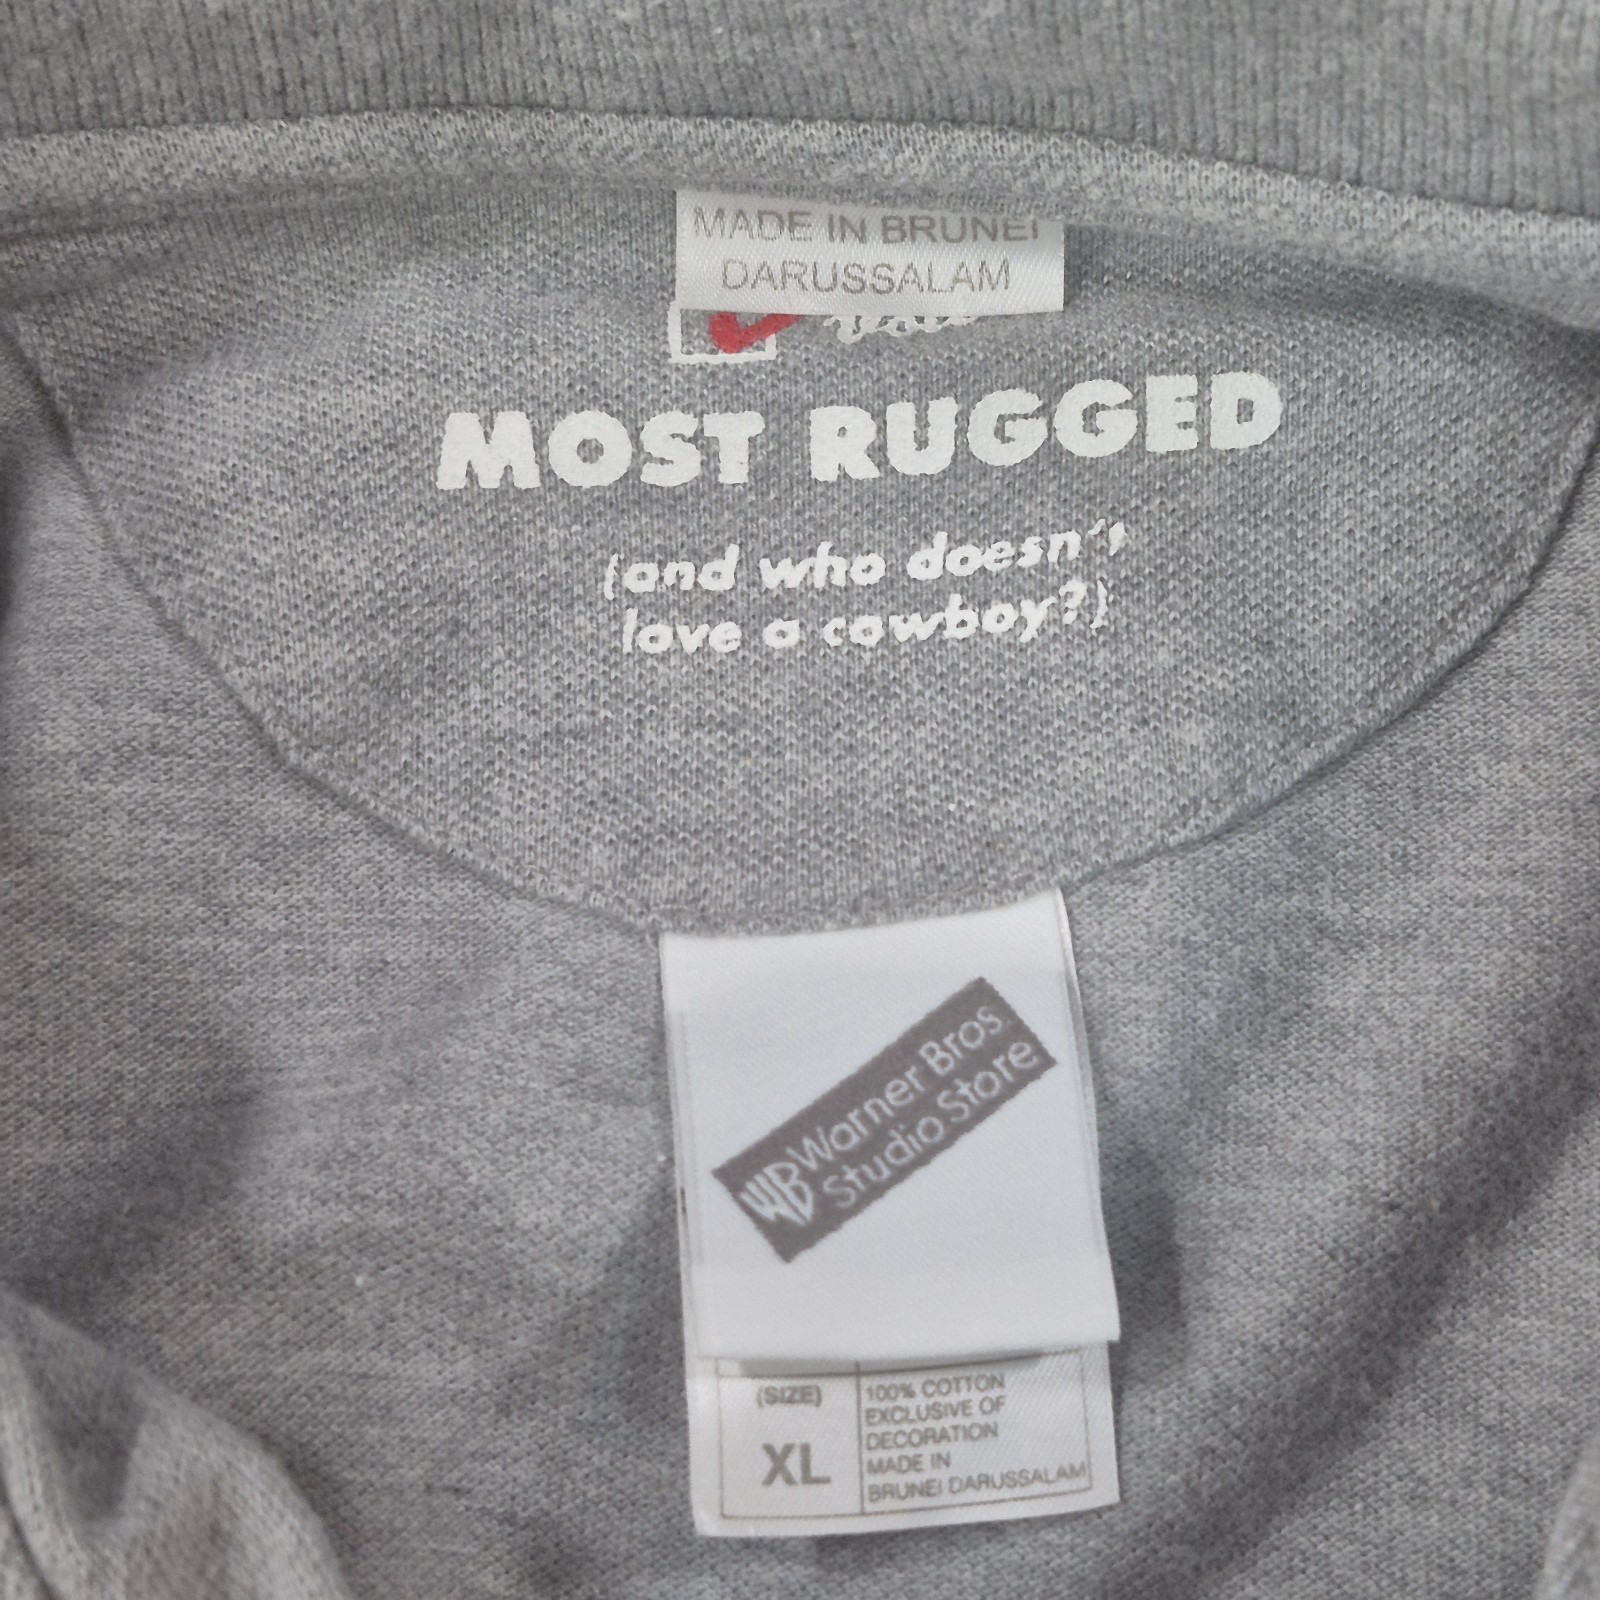 MADE IN BRUNEI
DARUSSALAM
MOST RUGGED
(and who doesn't
love a cowboy?)
WB Warner Bros.
Studio Store
(SIZE)
XL
100% COTTON
EXCLUSIVE OF
DECORATION
MADE IN
BRUNEI DARUSSALAM